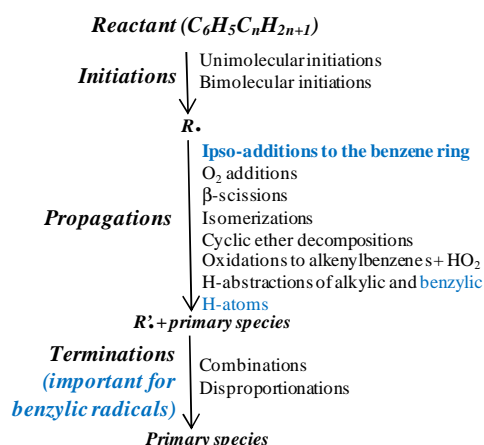 Reactant (C6H5CnH2n+1)
Initiations
Unimolecular initiations
Bimolecular initiations
R•
Propagations
Ipso-additions to the benzene ring
O2 additions
β-scissions
Isomerizations
Cyclic ether decompositions
Oxidations to alkenylbenzenes+ HO2
H-abstractions of alkylic and benzylic
H-atoms
R'•+primary species
Terminations
(important for
benzylic radicals)
Combinations
Disproportionations
Primary species